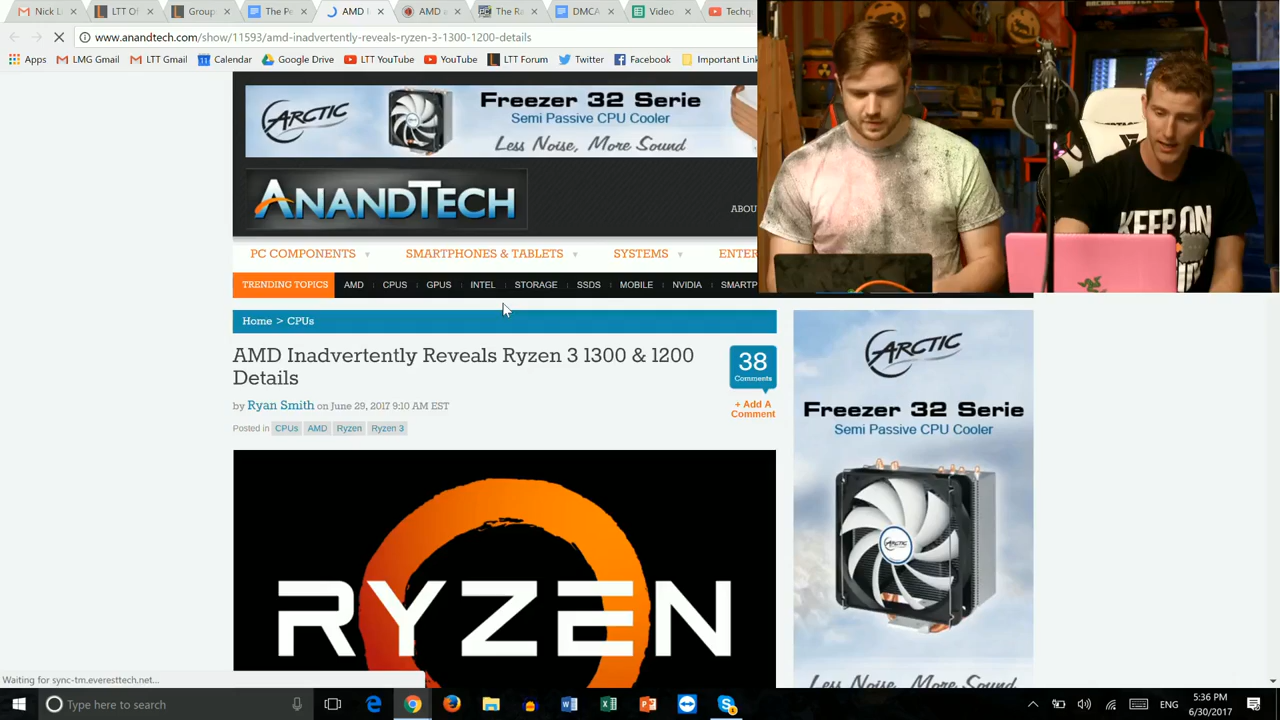 Nick L
LTT Of
Group
The Pe
AMD I
AMD a
The Ra
DMCA
Video
Techq
www.anandtech.com/show/11593/amd-inadvertently-reveals-ryzen-3-1300-1200-details
Apps LMG Gmail LTT Gmail Calendar Google Drive LTT YouTube YouTube LTT Forum Twitter Facebook Important Link
ARCTIC
Freezer 32 Serie
Semi Passive CPU Cooler
Less Noise, More Sound
ANANDTECH
ABOU
PC COMPONENTS SMARTPHONES & TABLETS SYSTEMS ENTER
TRENDING TOPICS AMD CPUS GPUS INTEL STORAGE SSDS MOBILE NVIDIA SMARTP
KEEP ON
Home > CPUs
AMD Inadvertently Reveals Ryzen 3 1300 & 1200
Details
38
Comments
+ Add A
Comment
by Ryan Smith on June 29, 2017 9:10 AM EST
Posted in CPUs AMD Ryzen Ryzen 3
RYZEN
ARCTIC
Freezer 32 Serie
Semi Passive CPU Cooler
ARCTIC
Less Noise, More Sound
Waiting for sync-tm.everesttech.net...
Type here to search
ENG
5:36 PM
6/30/2017